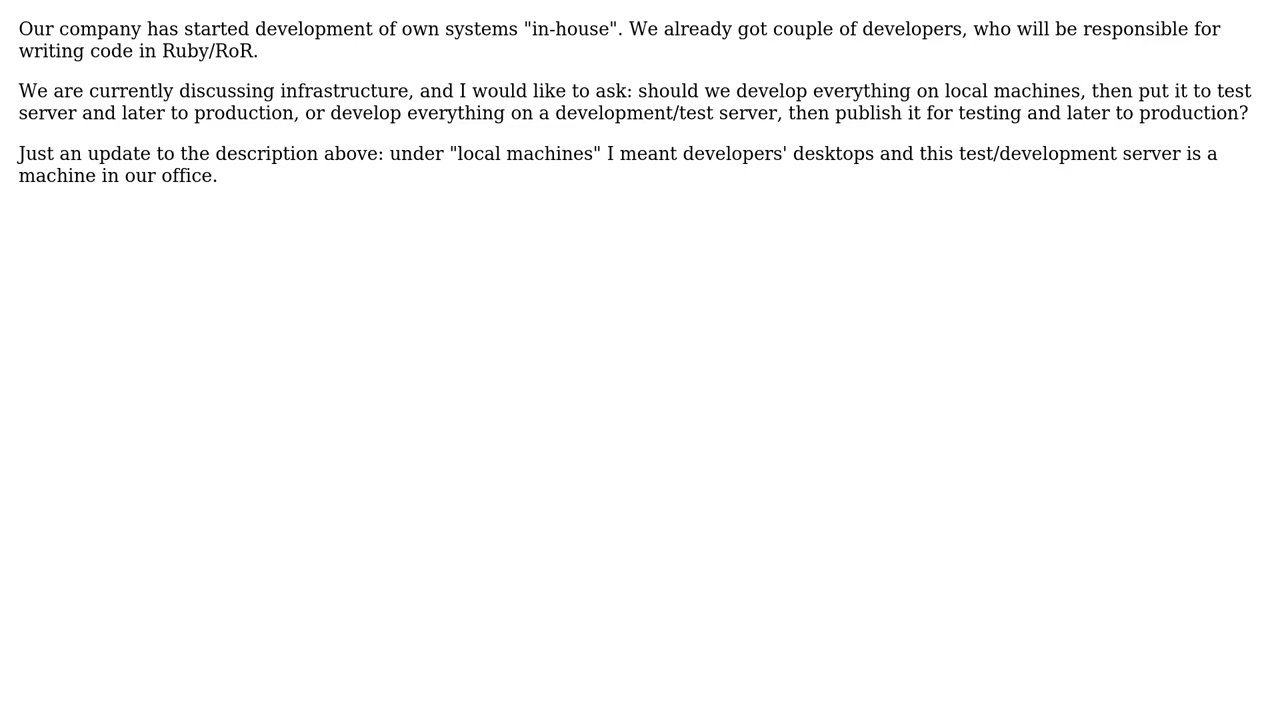 Our company has started development of own systems "in-house". We already got couple of developers, who will be responsible for
writing code in Ruby/RoR.
We are currently discussing infrastructure, and I would like to ask: should we develop everything on local machines, then put it to test
server and later to production, or develop everything on a development/test server, then publish it for testing and later to production?
Just an update to the description above: under "local machines" I meant developers' desktops and this test/development server is a
machine in our office.